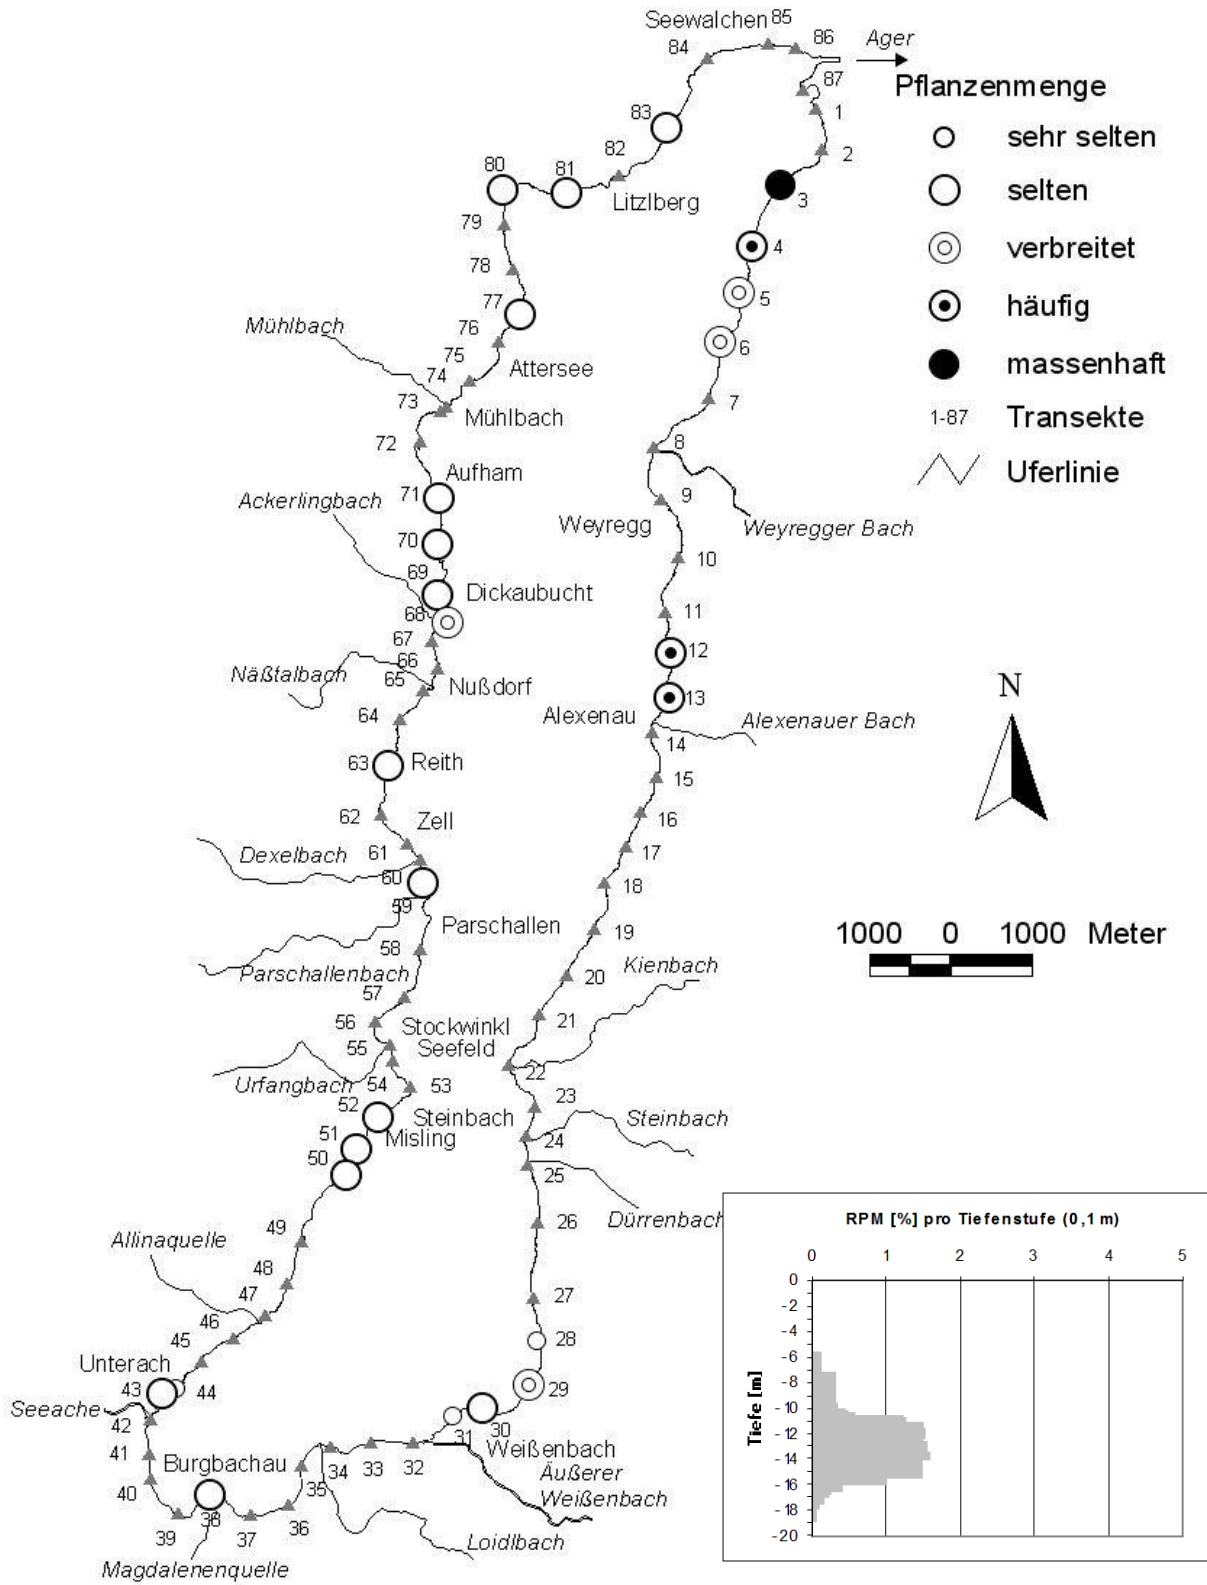 Seewalchen
85
86
84
Ager
87
Pflanzenmenge
83
1
sehr selten
82
2
80
81
selten
Litzlberg
3
79
4
verbreitet
78
77
5
häufig
Mühlbach
76
6
75
massenhaft
Attersee
74
73
7
1-87 Transekte
Mühlbach
72
8
Aufham
Uferlinie
71
Ackerlingbach
9
Weyregg
Weyregger Bach
70
10
69
Dickaubucht
68
11
67
12
66
Näßtalbach
65
Nußdorf
N
13
64
Alexenau
Alexenauer Bach
14
63
Reith
15
62
Zell
16
61
Dexelbach
17
60
18
59
Parschallen
19
1000 0 1000 Meter
58
Parschallenbach
20
Kienbach
57
56
Stockwinkl
21
55
Seefeld
22
Urfangbach
54
53
23
52
Steinbach
Steinbach
51
Misling
24
50
25
26
Dürrenbach
49
Allinaquelle
48
27
47
46
28
45
Unterach
43
44
29
Seeache
42
30
31
41
Burgbachau
Weißenbach
32
33
34
35
Äußerer
Weißenbach
40
36
37
38
39
Loidlbach
Magdalenenquelle
RPM [%] pro Tiefenstufe (0,1 m)
0 1 2 3 4 5
Tiefe [m]
0
-2
-4
-6
-8
-10
-12
-14
-16
-18
-20